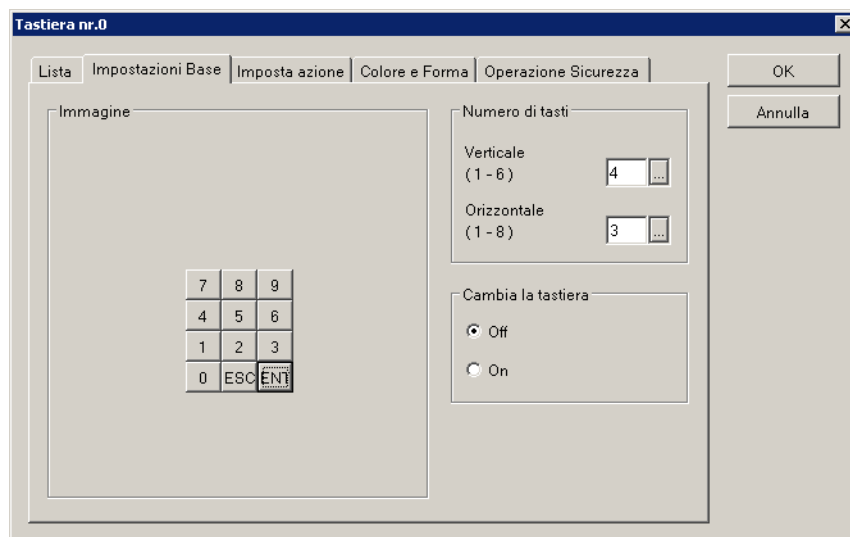 Tastiera nr.0
Lista
Impostazioni Base
Imposta azione
Colore e Forma
Operazione Sicurezza
OK
Annulla
Immagine
7 8 9
4 5 6
1 2 3
0 ESC ENT
Numero di tasti
Verticale
(1-6)
4
...
Orizzontale
(1-8)
3
...
Cambia la tastiera
Off
On